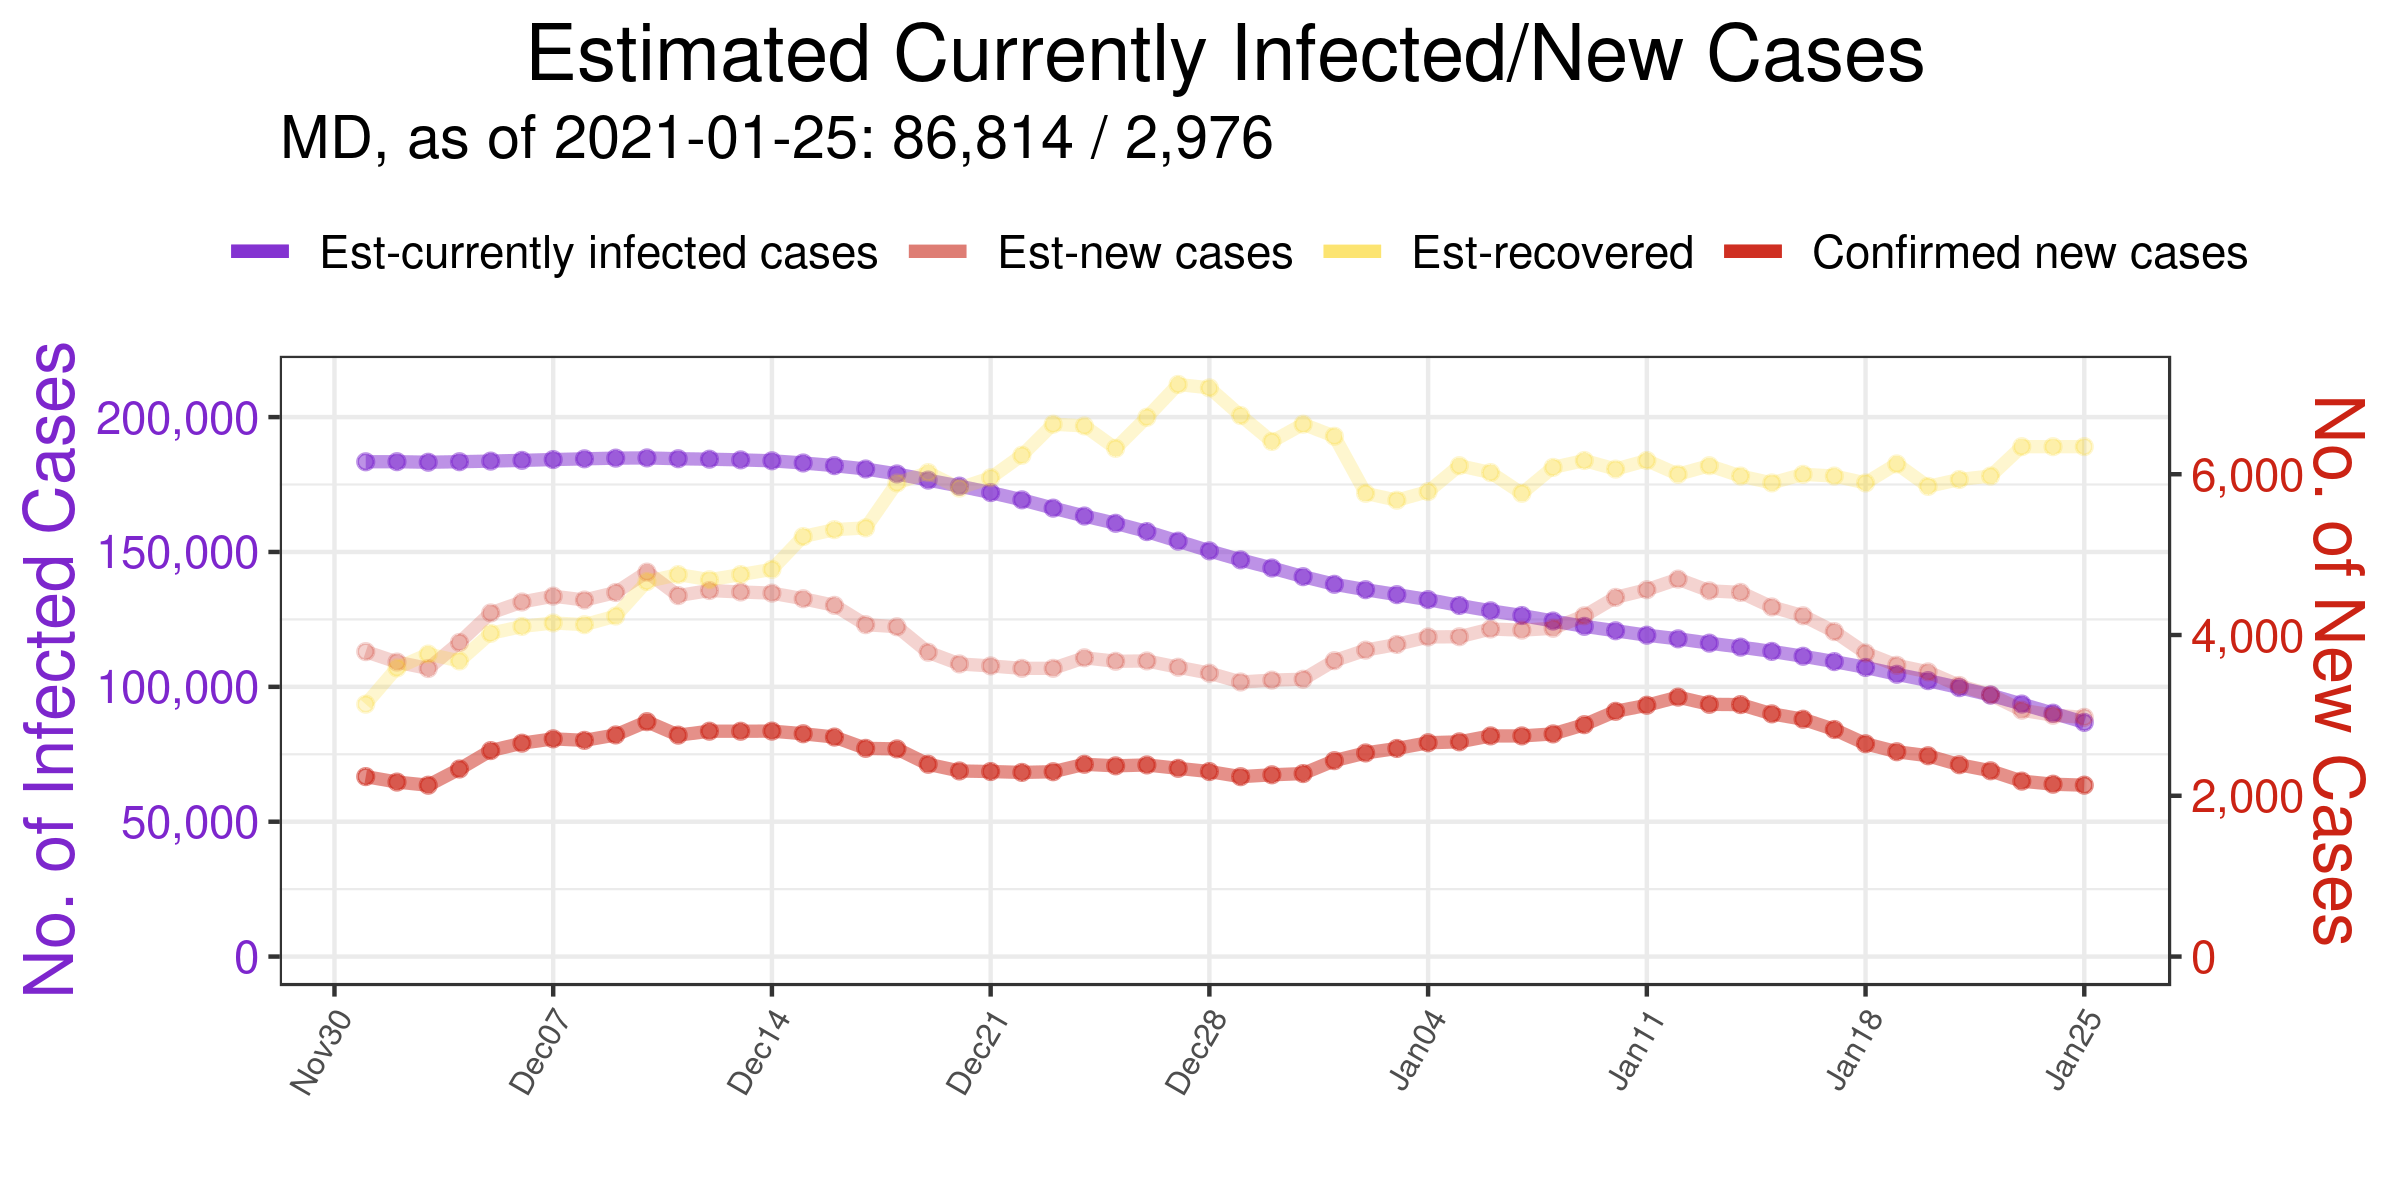 Estimated Currently Infected/New Cases
MD, as of 2021-01-25: 86,814 / 2,976
Est-currently infected cases
Est-new cases
Est-recovered
Confirmed new cases
No. of Infected Cases
200,000
150,000
100,000
50,000
0
No. of New Cases
6,000
4,000
2,000
0
Nov30
Dec07
Dec14
Dec21
Dec28
Jan04
Jan11
Jan18
Jan25